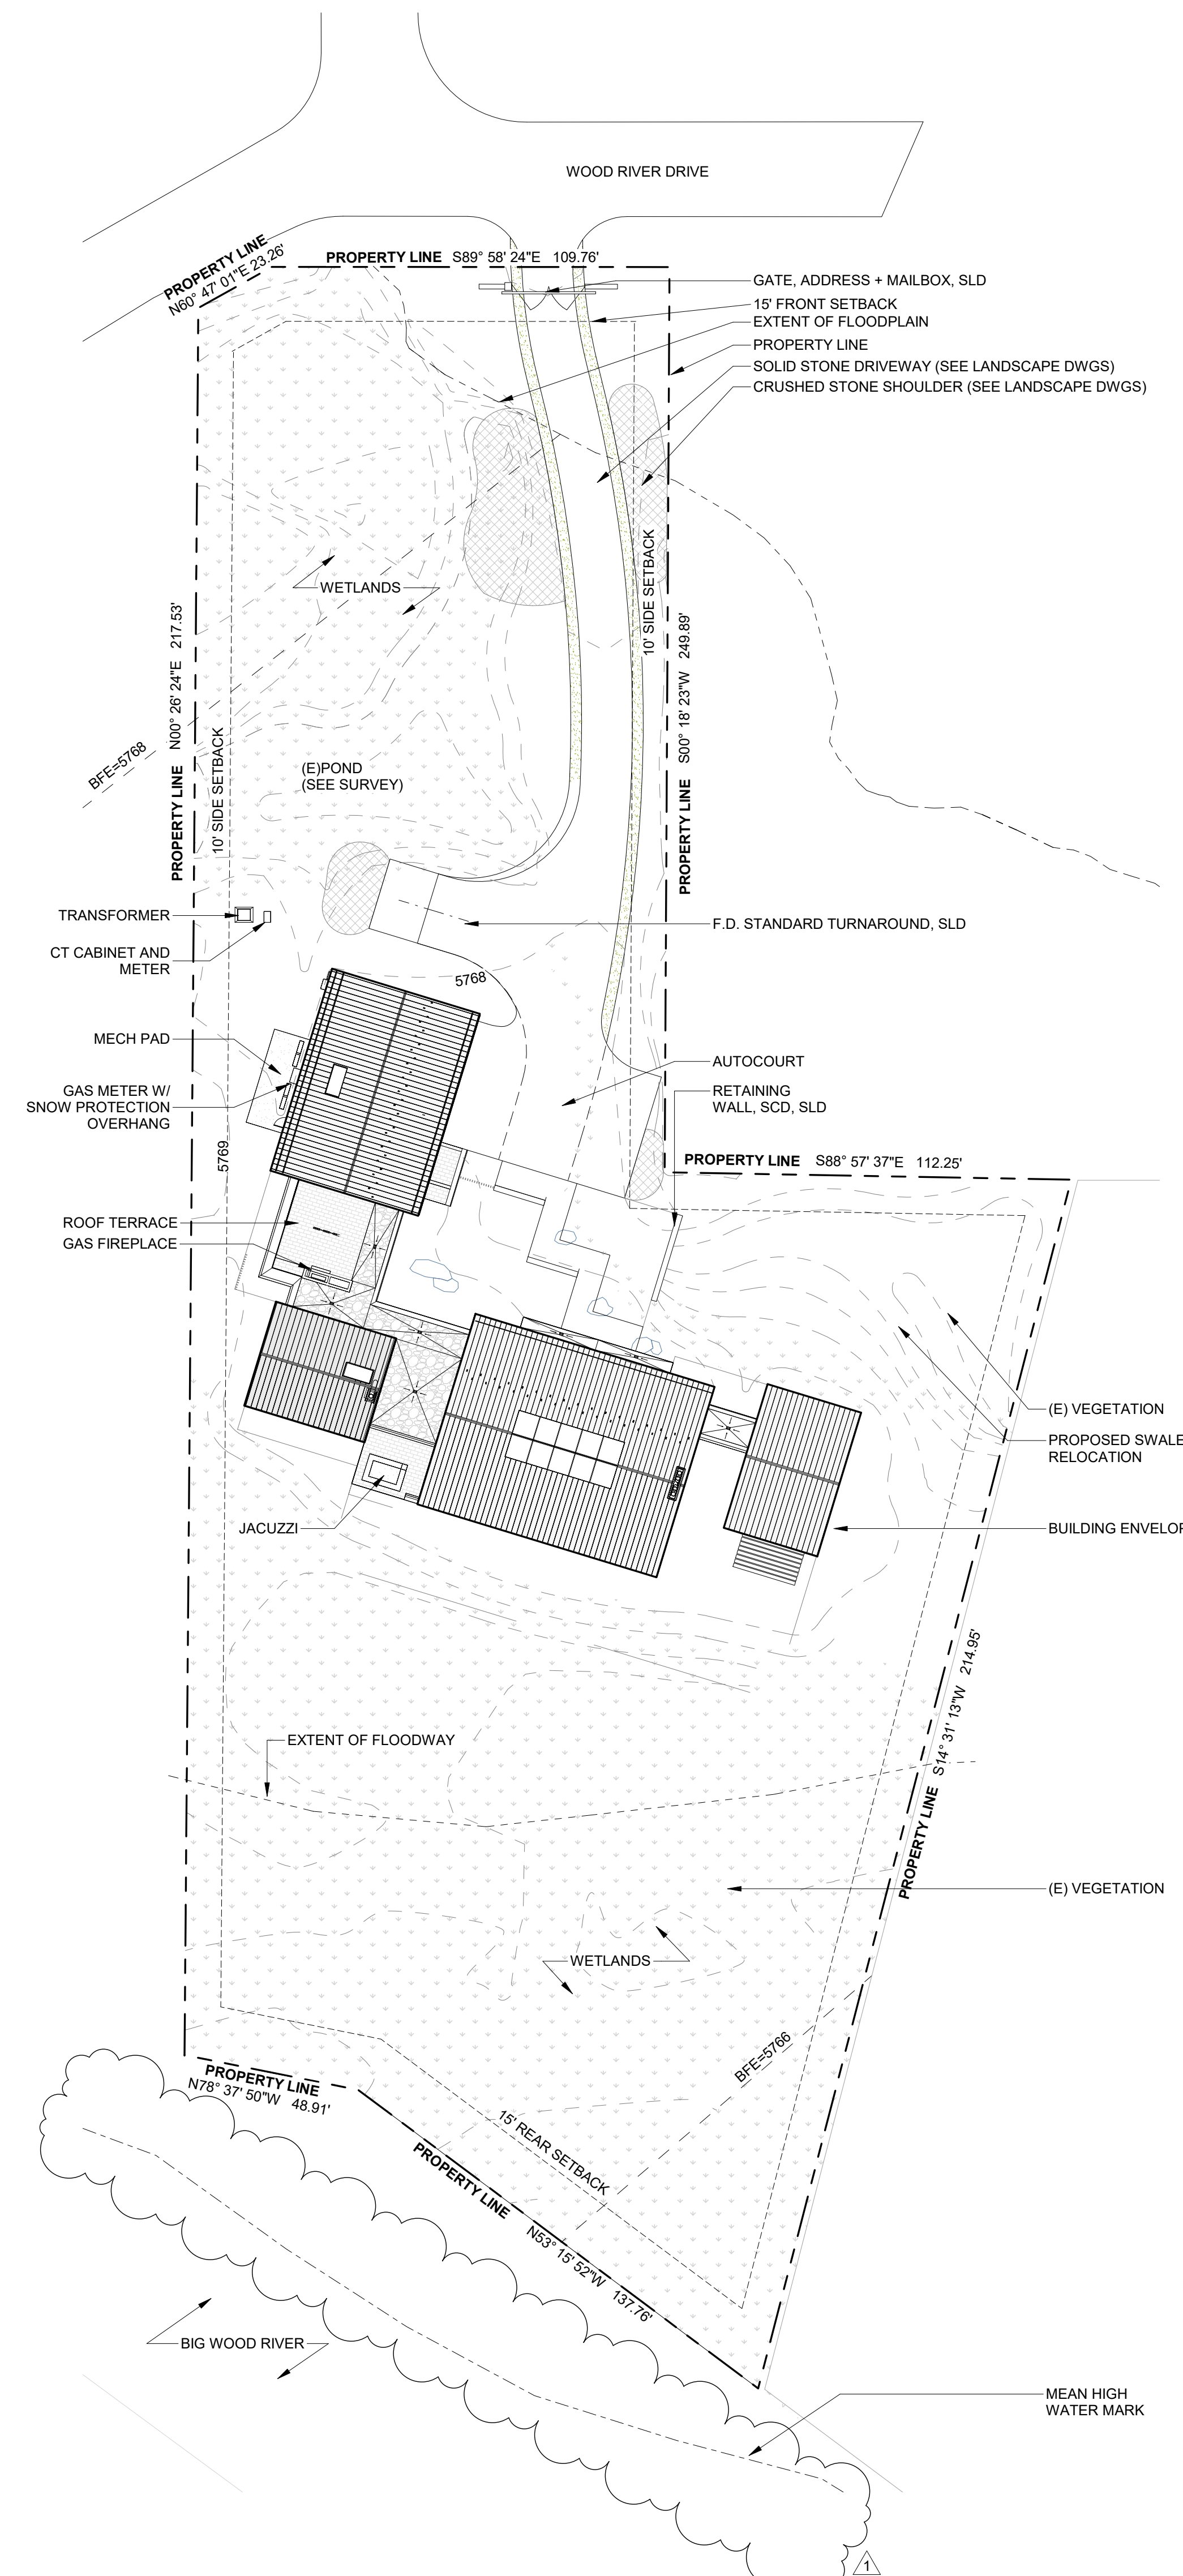 WOOD RIVER DRIVE
PROPERTY LINE
N60° 47' 01"E 23.26'
PROPERTY LINE S89° 58' 24"E 109.76'
GATE, ADDRESS + MAILBOX, SLD
15' FRONT SETBACK
EXTENT OF FLOODPLAIN
PROPERTY LINE
SOLID STONE DRIVEWAY (SEE LANDSCAPE DWGS)
CRUSHED STONE SHOULDER (SEE LANDSCAPE DWGS)
WETLANDS
10' SIDE SETBACK
PROPERTY LINE N00° 26' 24"E 217.53'
PROPERTY LINE S00° 18' 23"W 249.89'
BFE=5768
10' SIDE SETBACK
(E)POND
(SEE SURVEY)
TRANSFORMER
F.D. STANDARD TURNAROUND, SLD
CT CABINET AND
METER
5768
MECH PAD
AUTOCOURT
GAS METER W/
SNOW PROTECTION
OVERHANG
RETAINING
WALL, SCD, SLD
5769
PROPERTY LINE S88° 57' 37"E 112.25'
ROOF TERRACE
GAS FIREPLACE
(E) VEGETATION
PROPOSED SWALE
RELOCATION
JACUZZI
BUILDING ENVELOP
PROPERTY LINE S14° 31' 13"W 214.95'
EXTENT OF FLOODWAY
(E) VEGETATION
WETLANDS
BFE=5766
PROPERTY LINE
N78° 37' 50"W 48.91'
15' REAR SETBACK
PROPERTY LINE N53° 15' 52"W 137.76'
BIG WOOD RIVER
MEAN HIGH
WATER MARK
1